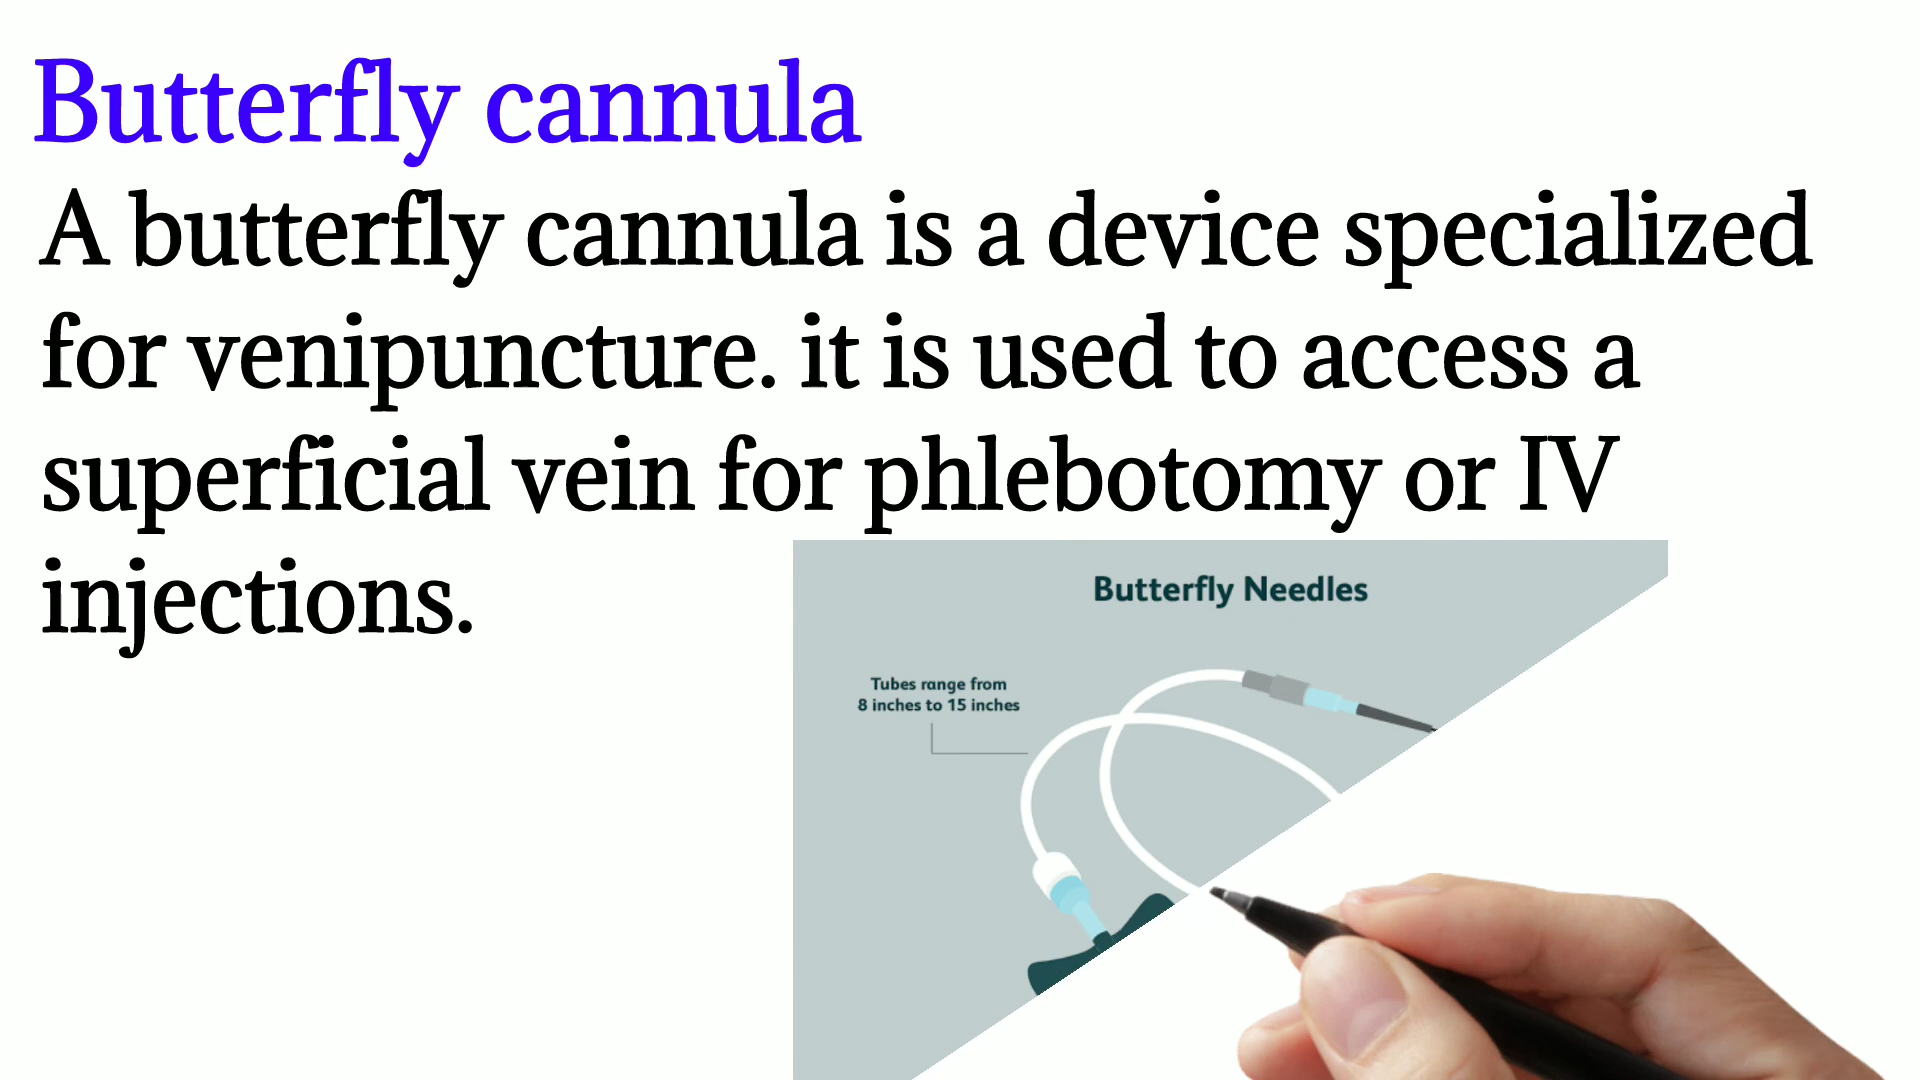 Butterfly cannula
A butterfly cannula is a device specialized
for venipuncture. it is used to access a
superficial vein for phlebotomy or IV
injections.
Butterfly Needles
Tubes range from
8 inches to 15 inches